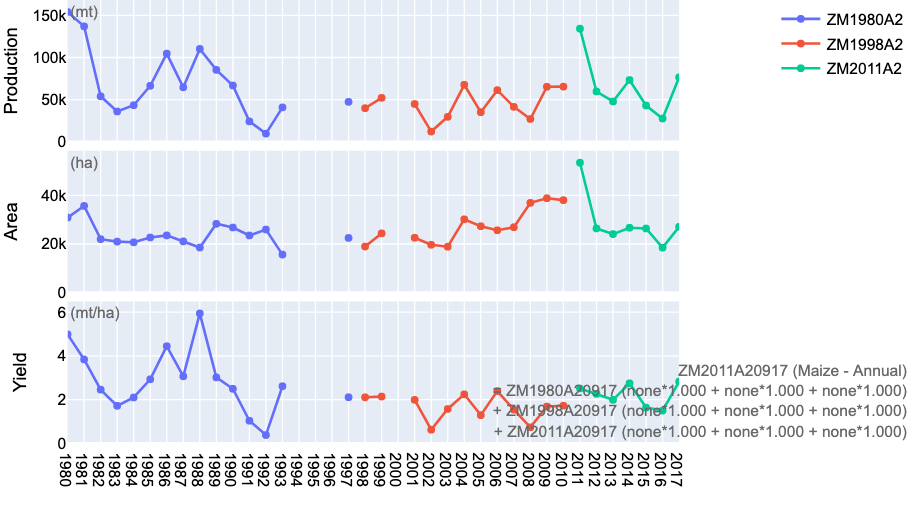 (mt)
150k
100k
50k
0
Production
ZM1980A2
ZM1998A2
ZM2011A2
(ha)
40k
20k
0
Area
(mt/ha)
6
4
2
0
Yield
ZM2011A20917 (Maize - Annual)
= ZM1980A20917 (none*1.000 + none*1.000 + none*1.000)
+ ZM1998A20917 (none*1.000 + none*1.000 + none*1.000)
+ ZM2011A20917 (none*1.000 + none*1.000 + none*1.000)
1980
1981
1982
1983
1984
1985
1986
1987
1988
1989
1990
1991
1992
1993
1994
1995
1996
1997
1998
1999
2000
2001
2002
2003
2004
2005
2006
2007
2008
2009
2010
2011
2012
2013
2014
2015
2016
2017